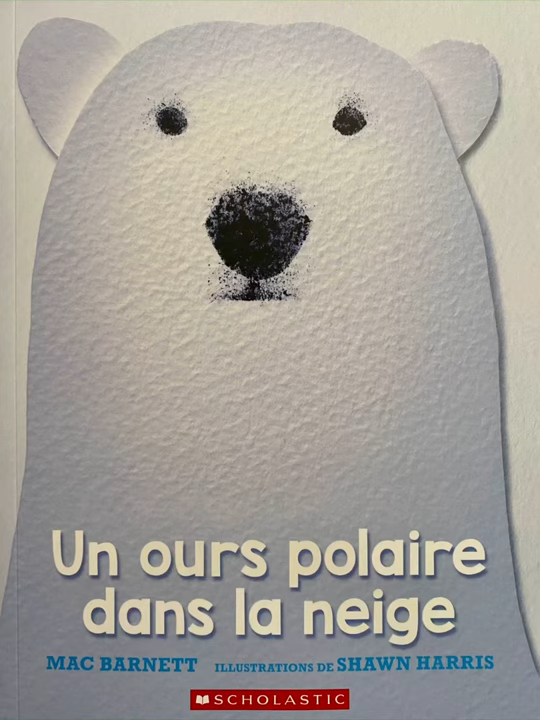 Un ours polaire
dans la neige
MAC BARNETT ILLUSTRATIONS DE SHAWN HARRIS
SCHOLASTIC